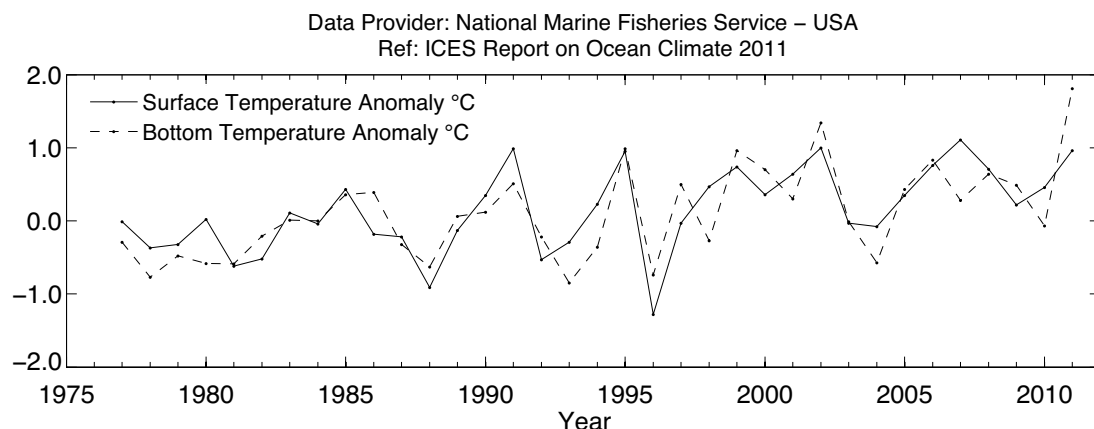 Data Provider: National Marine Fisheries Service – USA
Ref: ICES Report on Ocean Climate 2011
2.0
Surface Temperature Anomaly °C
Bottom Temperature Anomaly °C
1.0
0.0
−1.0
−2.0
1975 1980 1985 1990 1995 2000 2005 2010
Year